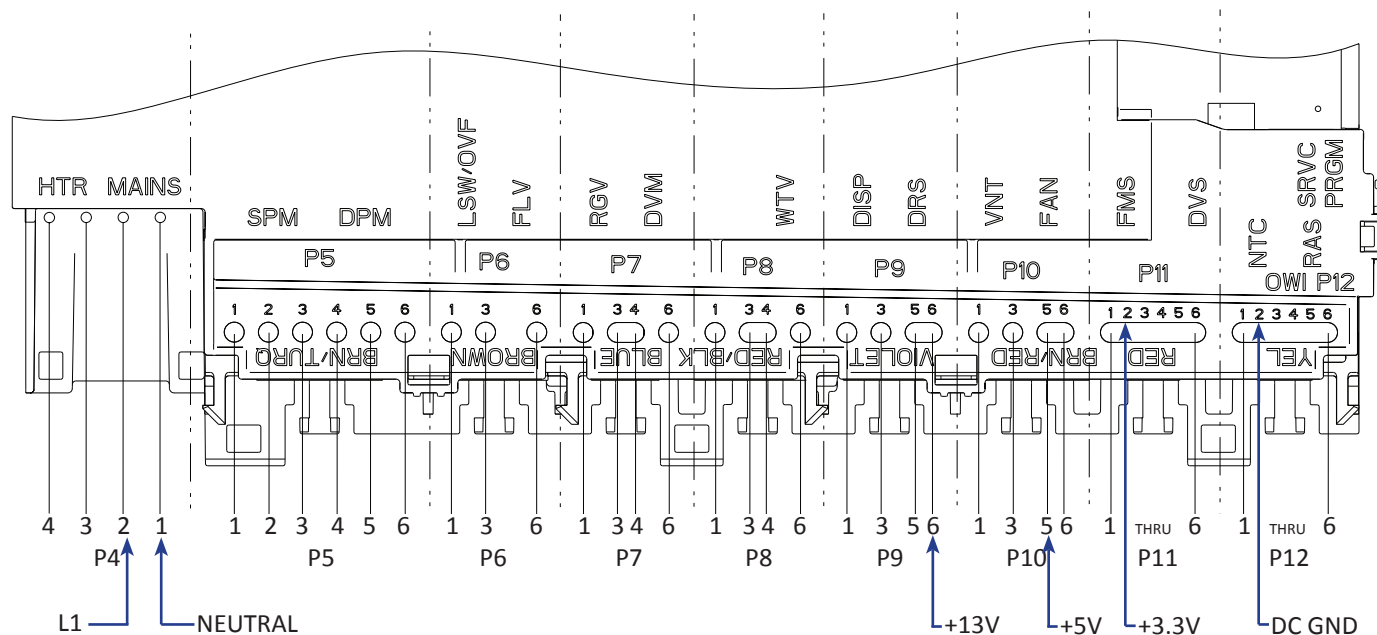 HTR MAINS
SPM DPM LSW/OVF FLV RGV DVM WTV DISP DRS VNT FAN FMS DVS NTC RAS SRVC PRGM
P5 P6 P7 P8 P9 P10 P11 OWI P12
1 2 3 4 5 6 1 3 6 1 3 4 6 1 3 4 6 1 3 5 6 1 3 5 6 1 2 3 4 5 6 1 2 3 4 5 6
BRN/TURQ BROWN BLUE RED/BLK VIOLET BRN/RED RED YEL
4 3 2 1 1 2 3 4 5 6 1 3 6 1 3 4 6 1 3 4 6 1 3 5 6 1 3 5 6 1 THRU 6 1 THRU 6
P4 P5 P6 P7 P8 P9 P10 P11 P12
L1 NEUTRAL +13V +5V +3.3V DC GND